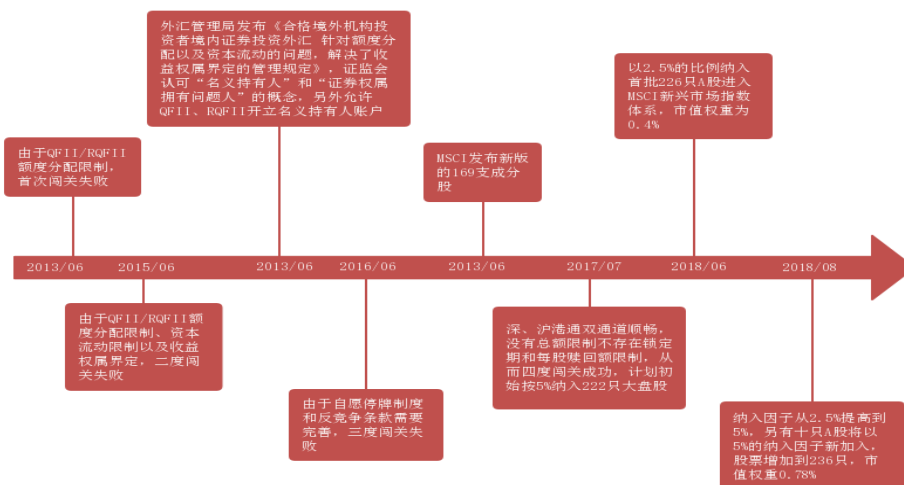 外汇管理局发布《合格境外机构投
资者境内证券投资外汇 针对额度分
配以及资本流动的问题，解决了收
益权属界定的管理规定》，证监会
认可“名义持有人”和“证券权属
拥有问题人”的概念，另外允许
QFII、RQFII开立名义持有人账户
以2.5%的比例纳入
首批226只A股进入
MSCI新兴市场指数
体系，市值权重为
0.4%
由于QFII/RQFII
额度分配限制，
首次闯关失败
MSCI发布新版
的169支成分
股
2013/06
2015/06
2013/06
2016/06
2013/06
2017/07
2018/06
2018/08
由于QFII/RQFII额
度分配限制、资本
流动限制以及收益
权属界定，二度闯
关失败
由于自愿停牌制度
和反竞争条款需要
完善，三度闯关失
败
深、沪港通双通道顺畅，
没有总额限制不存在锁定
期和每股赎回额限制，从
而四度闯关成功，计划初
始按5%纳入222只大盘股
纳入因子从2.5%提高到
5%，另有十只A股将以
5%的纳入因子新加入，
股票增加到236只，市
值权重0.78%